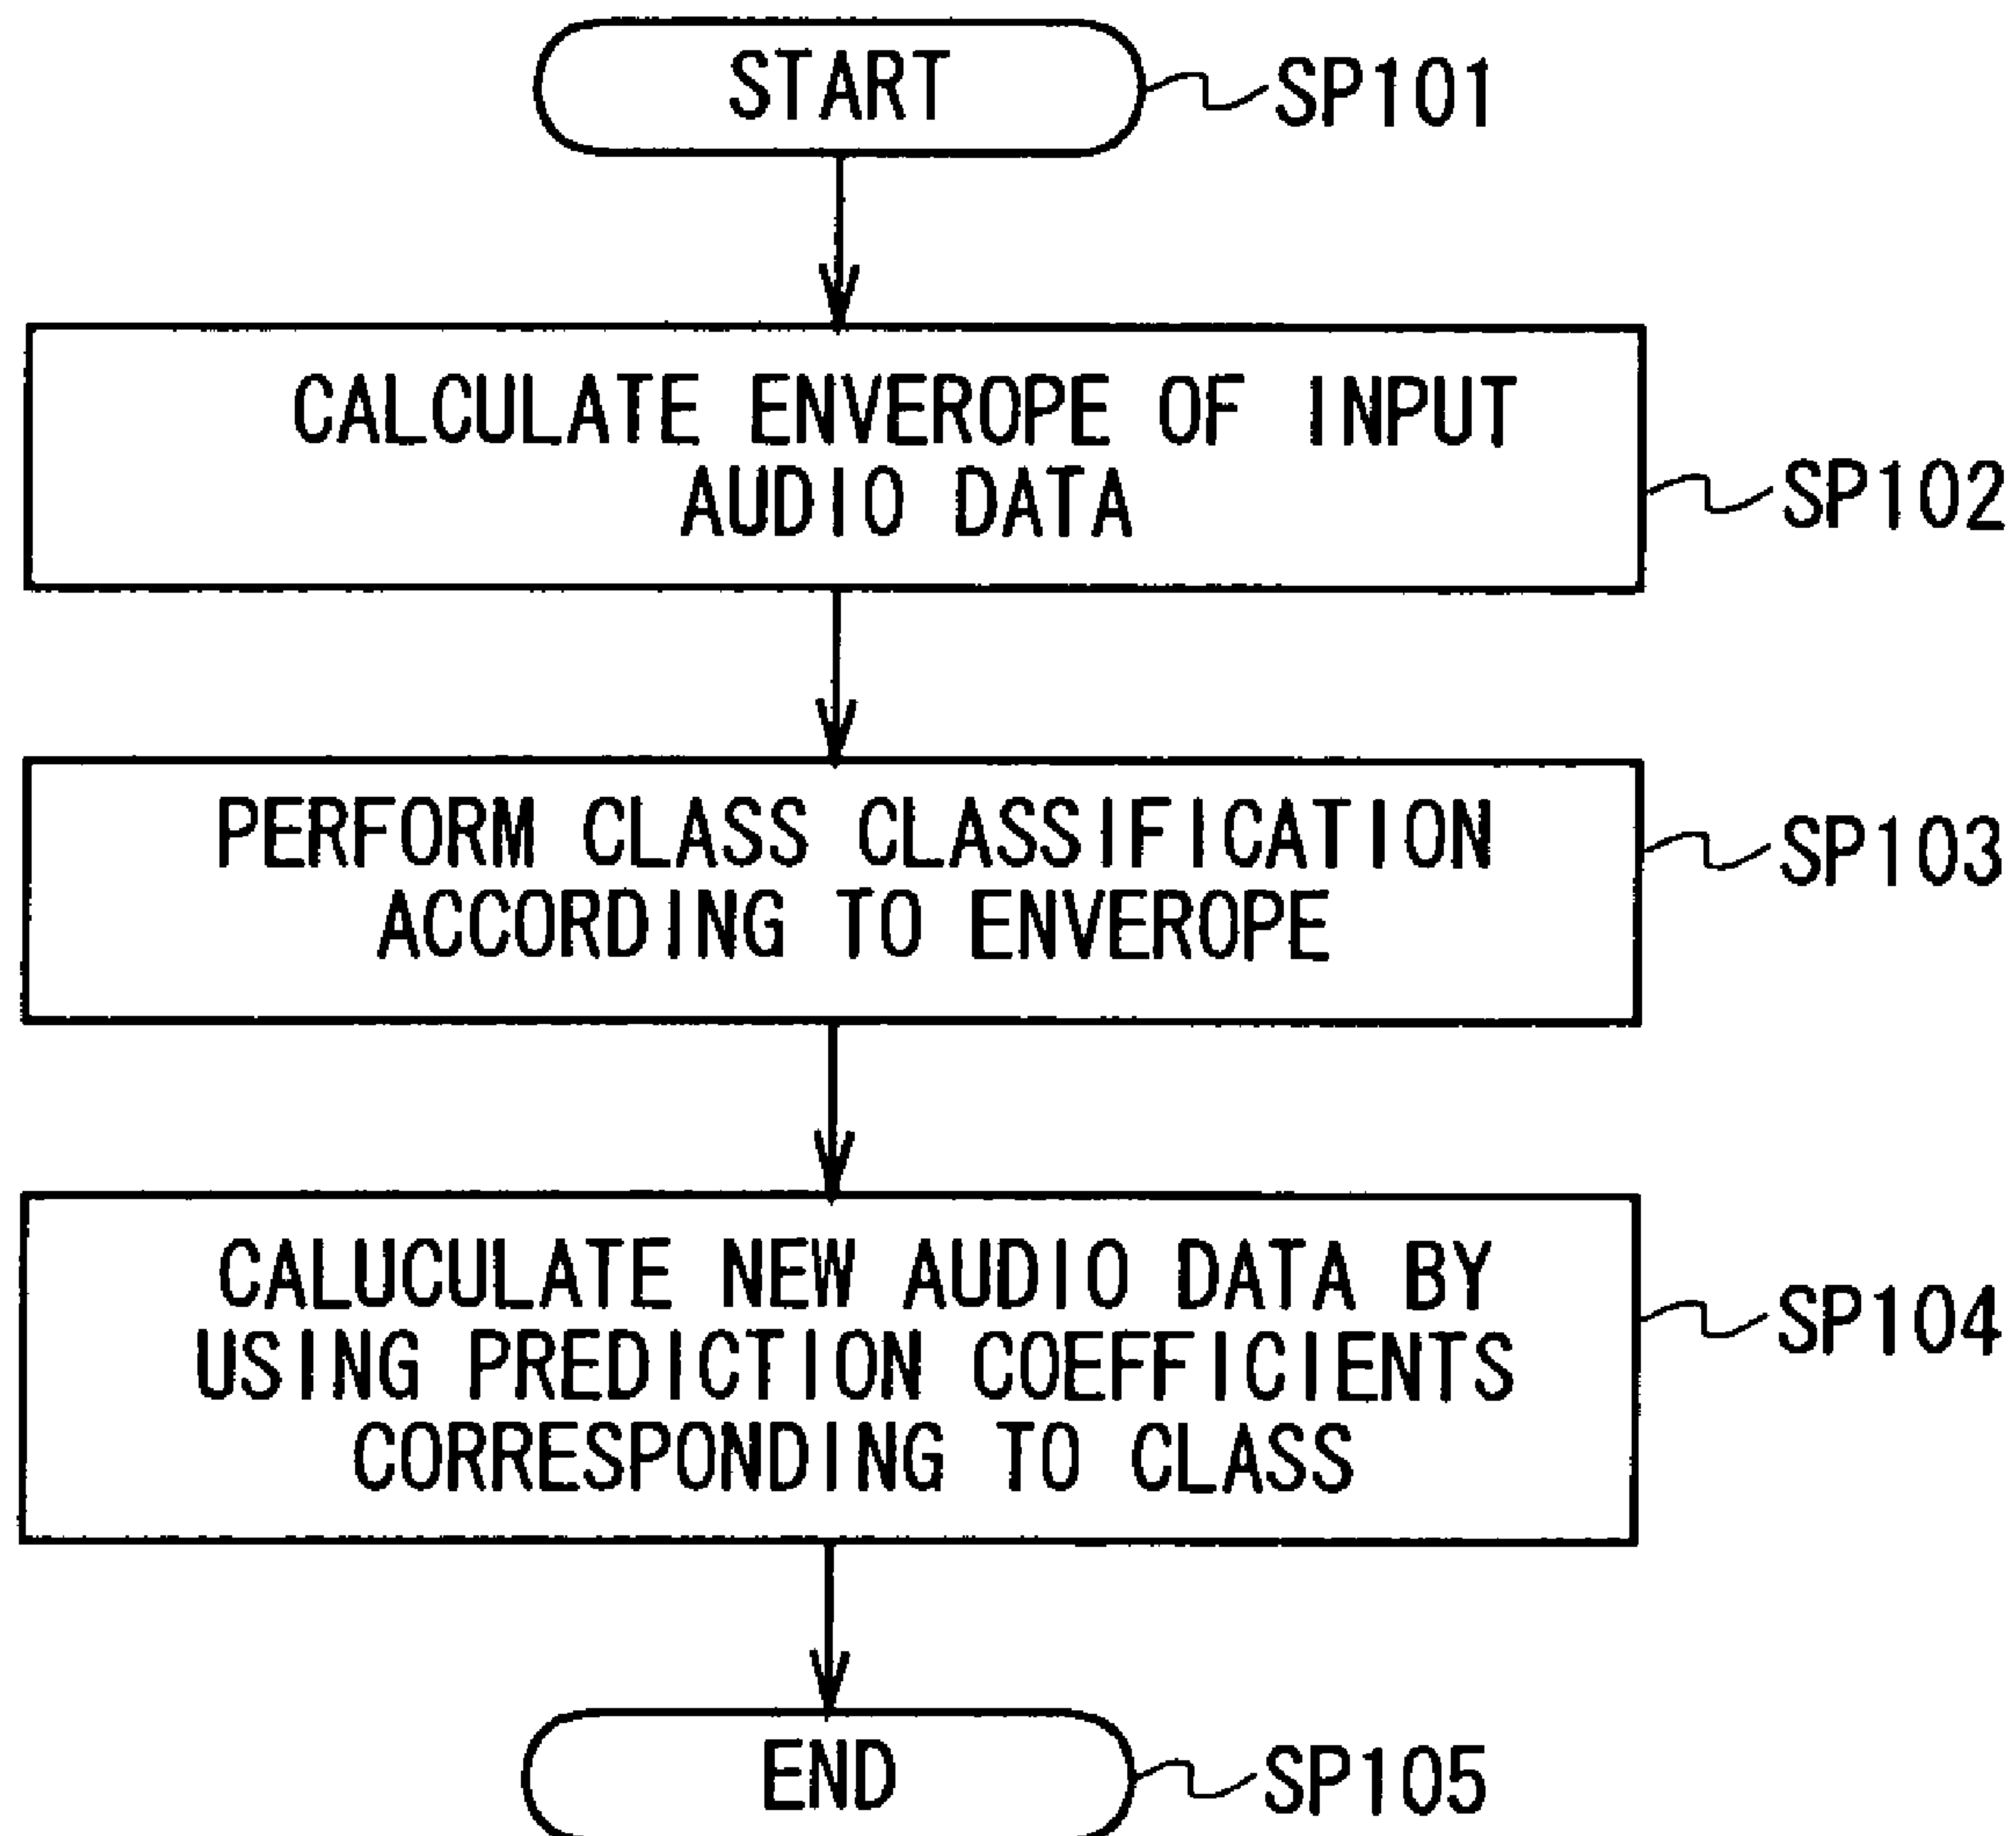 START
SP101
CALCULATE ENVEROPE OF INPUT
AUDIO DATA
SP102
PERFORM CLASS CLASSIFICATION
ACCORDING TO ENVEROPE
SP103
CALUCULATE NEW AUDIO DATA BY
USING PREDICTION COEFFICIENTS
CORRESPONDING TO CLASS
SP104
END
SP105